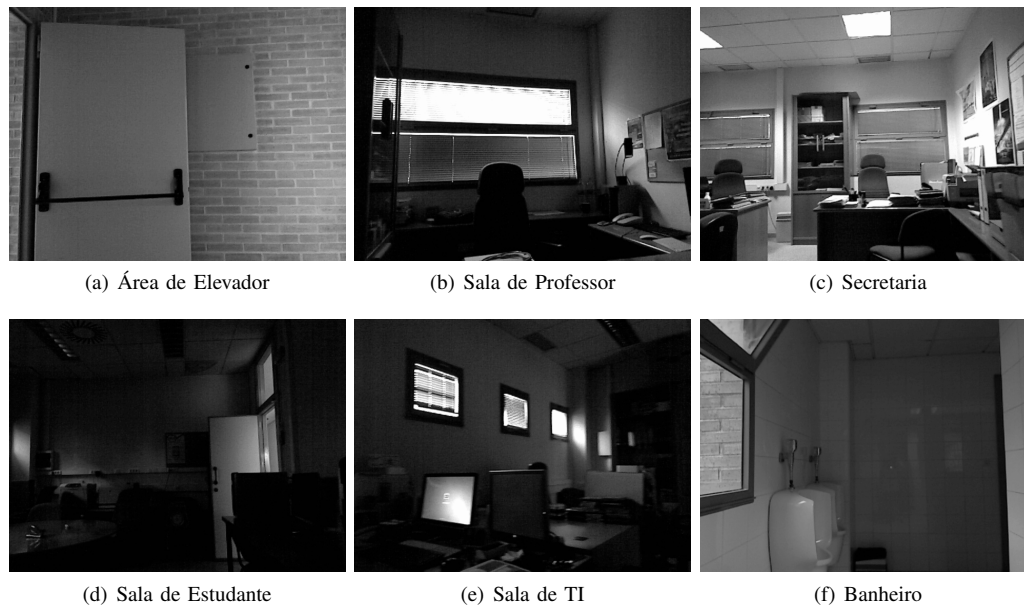 (a) Área de Elevador
(b) Sala de Professor
(c) Secretaria
(d) Sala de Estudante
(e) Sala de TI
(f) Banheiro